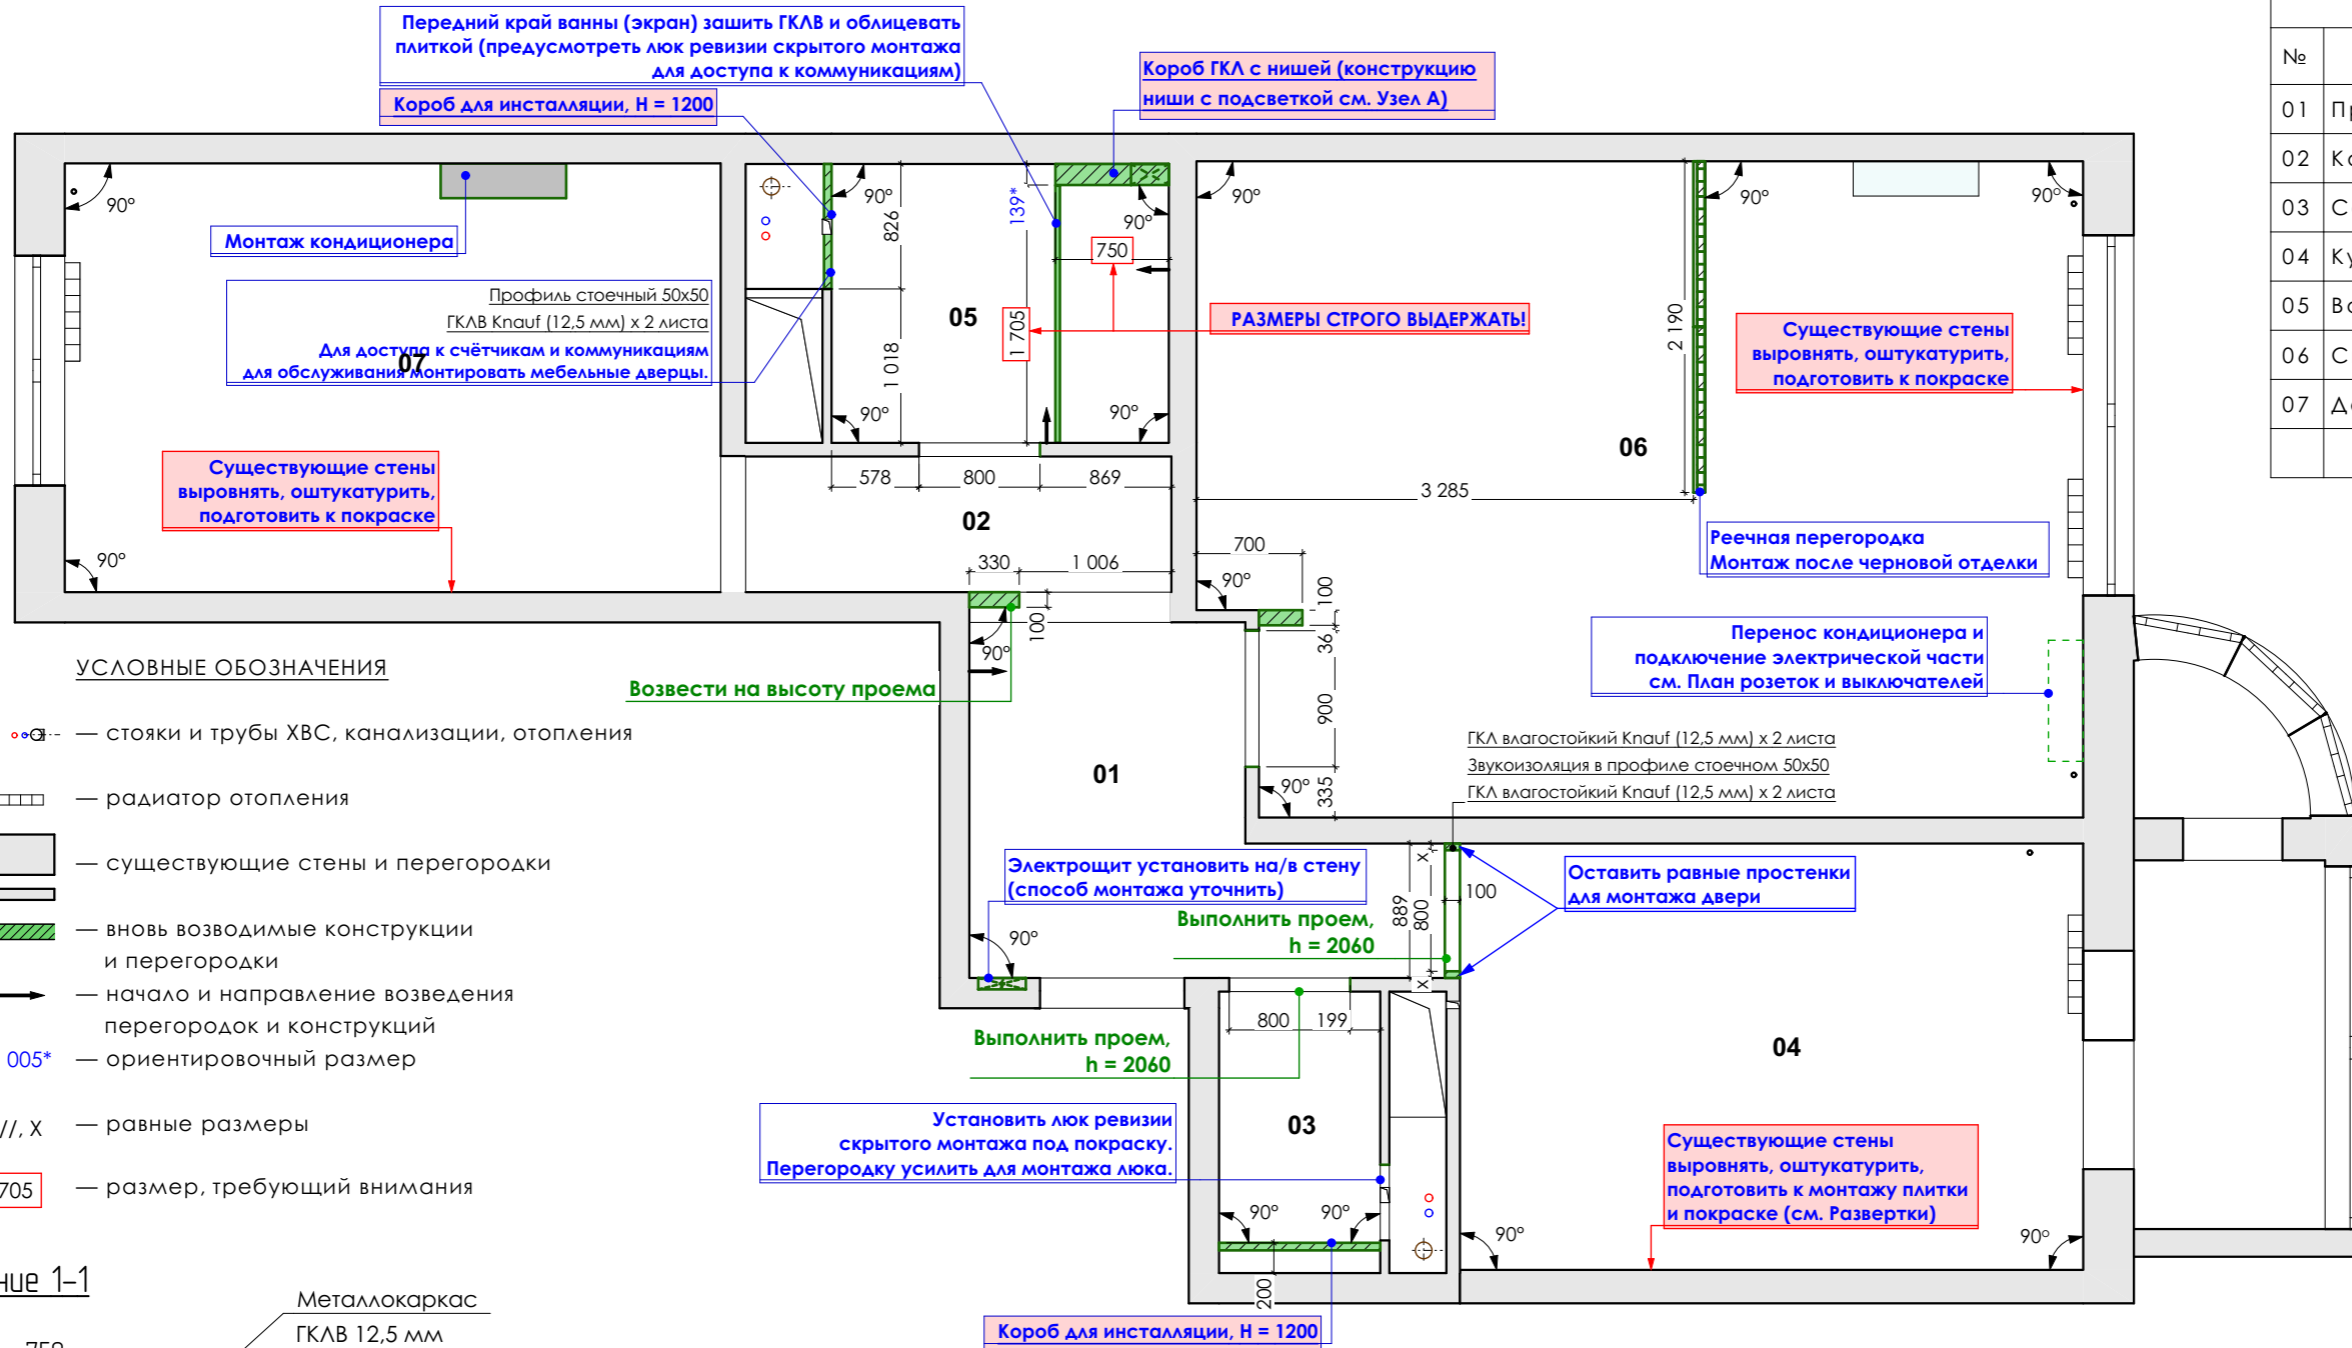 Передний край ванны (экран) зашить ГКЛВ и облицевать
плиткой (предусмотреть люк ревизии скрытого монтажа
для доступа к коммуникациям)
Короб для инсталляции, Н = 1200
Короб ГКЛ с нишей (конструкцию
ниши с подсветкой см. Узел А)
№
01
02
03
04
05
06
07
90°
Монтаж кондиционера
Профиль стоечный 50х50
ГКЛВ Knauf (12,5 мм) х 2 листа
Для доступа к счётчикам и коммуникациям
для обслуживания монтировать мебельные дверцы.
07
Существующие стены
выровнять, оштукатурить,
подготовить к покраске
90°
90°
826
1 018
90°
05
139*
1 705
750
90°
90°
578
800
869
02
330
1 006
100
90°
90°
РАЗМЕРЫ СТРОГО ВЫДЕРЖАТЬ!
90°
90°
2 190
3 285
06
Существующие стены
выровнять, оштукатурить,
подготовить к покраске
Реечная перегородка
Монтаж после черновой отделки
700
90°
100
36
900
335
90°
Перенос кондиционера и
подключение электрической части
см. План розеток и выключателей
Возвести на высоту проема
01
ГКЛ влагостойкий Knauf (12,5 мм) х 2 листа
Звукоизоляция в профиле стоечном 50х50
ГКЛ влагостойкий Knauf (12,5 мм) х 2 листа
Электрощит установить на/в стену
(способ монтажа уточнить)
90°
Выполнить проем,
h = 2060
889
X
800
X
100
Оставить равные простенки
для монтажа двери
800
199
Выполнить проем,
h = 2060
03
04
Установить люк ревизии
скрытого монтажа под покраску.
Перегородку усилить для монтажа люка.
90°
90°
200
Короб для инсталляции, Н = 1200
Существующие стены
выровнять, оштукатурить,
подготовить к монтажу плитки
и покраске (см. Развертки)
90°
90°
УСЛОВНЫЕ ОБОЗНАЧЕНИЯ
— стояки и трубы ХВС, канализации, отопления
— радиатор отопления
— существующие стены и перегородки
— вновь возводимые конструкции
и перегородки
— начало и направление возведения
перегородок и конструкций
005* — ориентировочный размер
//, X — равные размеры
705 — размер, требующий внимания
ние 1-1
Металлокаркас
ГКЛВ 12,5 мм